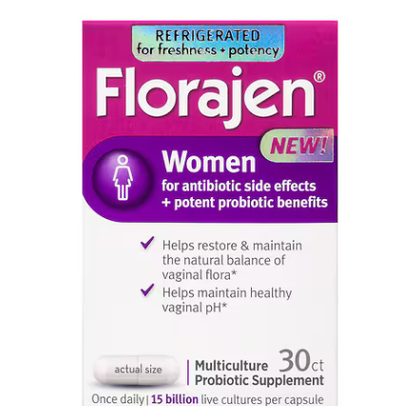 REFRIGERATED
for freshness + potency
Florajen®
NEW!
Women
for antibiotic side effects
+ potent probiotic benefits
✓ Helps restore & maintain
the natural balance of
vaginal flora*
✓ Helps maintain healthy
vaginal pH*
actual size
Multiculture 30ct
Probiotic Supplement
Once daily | 15 billion live cultures per capsule